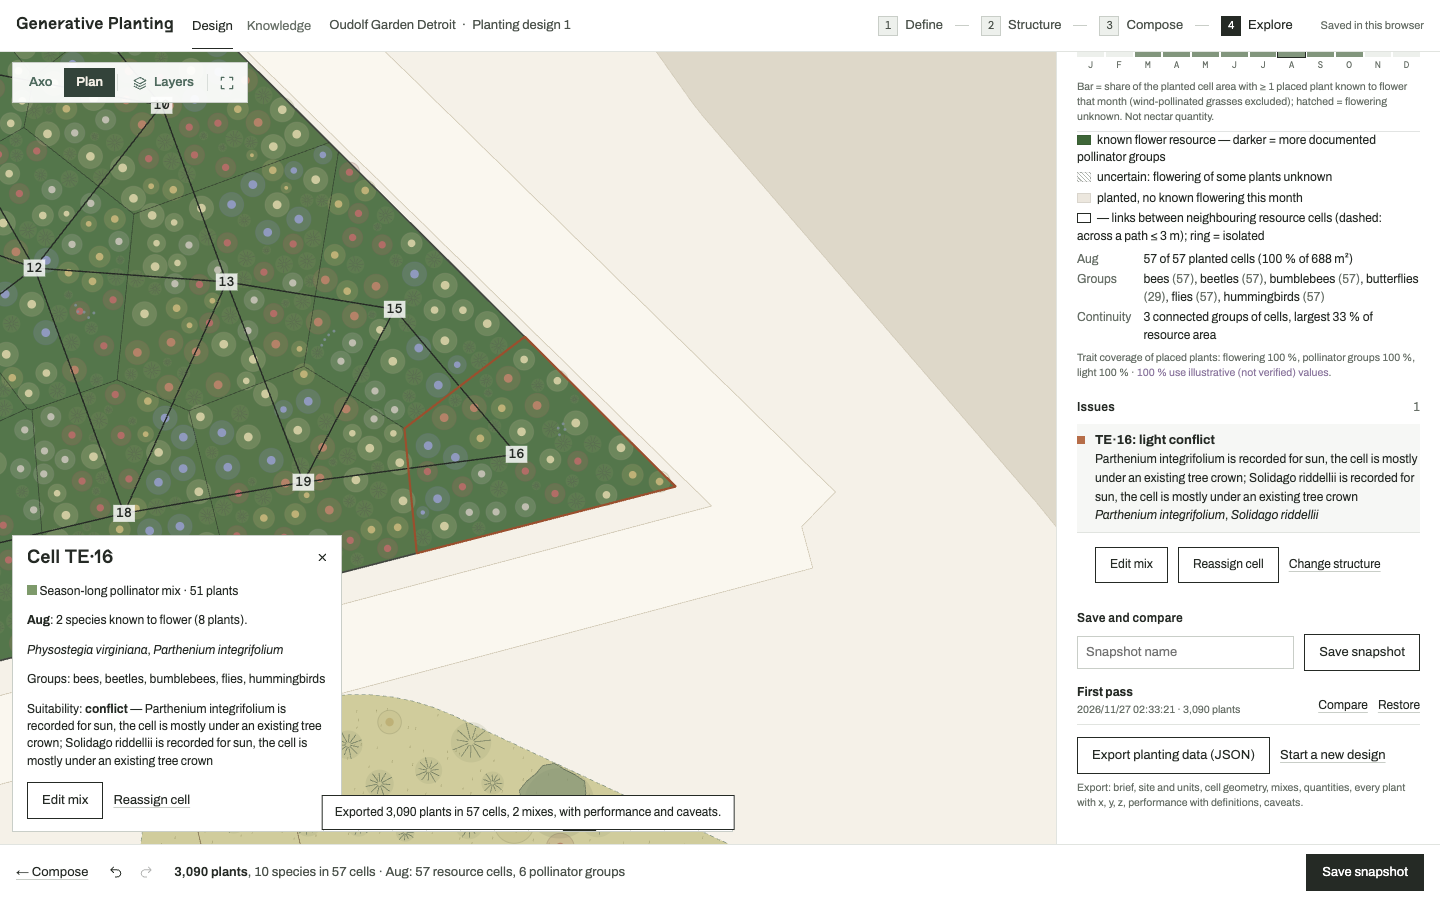 Generative Planting
Design
Knowledge
Oudolf Garden Detroit · Planting design 1
1 Define
2 Structure
3 Compose
4 Explore
Saved in this browser
Axo
Plan
Layers
10
12
13
15
16
19
18
J F M A M J J A S O N D
Bar = share of the planted cell area with ≥ 1 placed plant known to flower
that month (wind-pollinated grasses excluded); hatched = flowering
unknown. Not nectar quantity.
known flower resource — darker = more documented
pollinator groups
uncertain: flowering of some plants unknown
planted, no known flowering this month
— links between neighbouring resource cells (dashed:
across a path ≤ 3 m); ring = isolated
Aug 57 of 57 planted cells (100 % of 688 m²)
Groups bees (57), beetles (57), bumblebees (57), butterflies
(29), flies (57), hummingbirds (57)
Continuity 3 connected groups of cells, largest 33 % of
resource area
Trait coverage of placed plants: flowering 100 %, pollinator groups 100 %,
light 100 % · 100 % use illustrative (not verified) values.
Issues 1
TE·16: light conflict
Parthenium integrifolium is recorded for sun, the cell is mostly
under an existing tree crown; Solidago riddellii is recorded for
sun, the cell is mostly under an existing tree crown
Parthenium integrifolium, Solidago riddellii
Edit mix
Reassign cell
Change structure
Save and compare
Snapshot name
Save snapshot
First pass
2026/11/27 02:33:21 · 3,090 plants
Compare
Restore
Export planting data (JSON)
Start a new design
Export: brief, site and units, cell geometry, mixes, quantities, every plant
with x, y, z, performance with definitions, caveats.
Cell TE·16
×
Season-long pollinator mix · 51 plants
Aug: 2 species known to flower (8 plants).
Physostegia virginiana, Parthenium integrifolium
Groups: bees, beetles, bumblebees, flies, hummingbirds
Suitability: conflict — Parthenium integrifolium is
recorded for sun, the cell is mostly under an existing tree
crown; Solidago riddellii is recorded for sun, the cell is
mostly under an existing tree crown
Edit mix
Reassign cell
Exported 3,090 plants in 57 cells, 2 mixes, with performance and caveats.
← Compose
3,090 plants, 10 species in 57 cells · Aug: 57 resource cells, 6 pollinator groups
Save snapshot